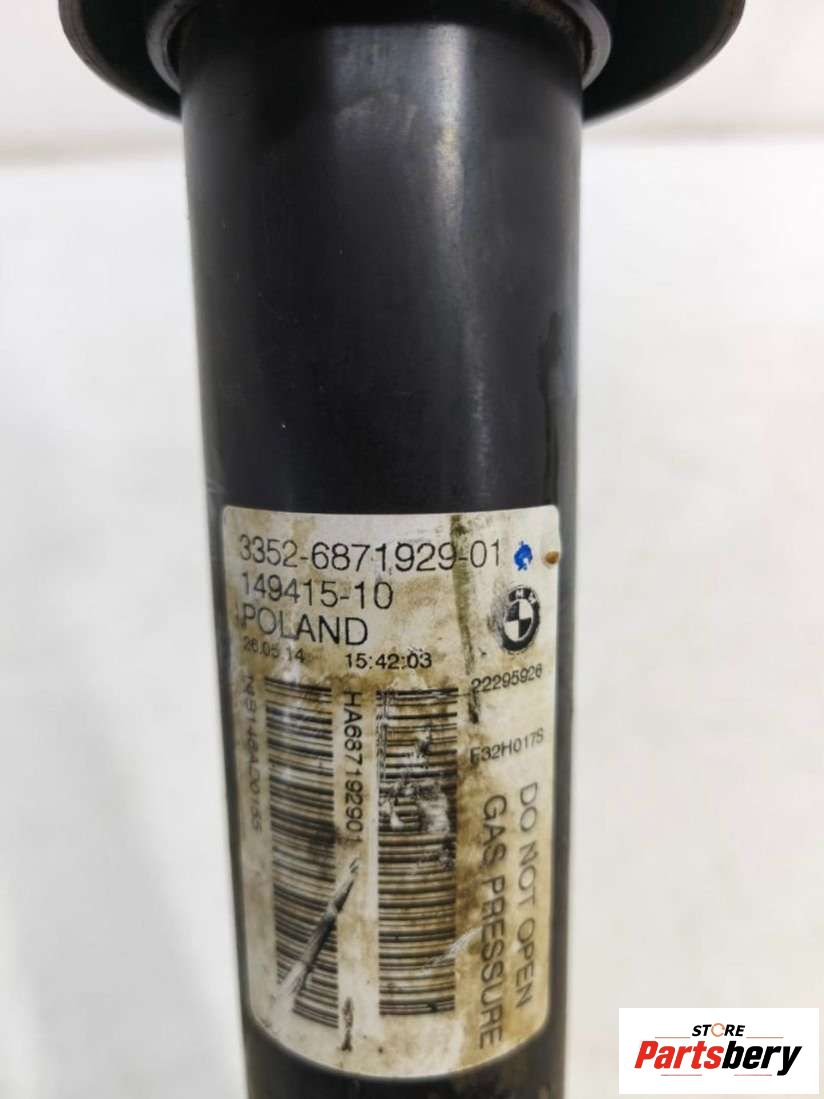 3352-6871929-01
149415-10
POLAND
26.05.14 15:42:03
BMW
22295926
HA687192901
F32H017S
DO NOT OPEN
GAS PRESSURE
STORE
Partsbery